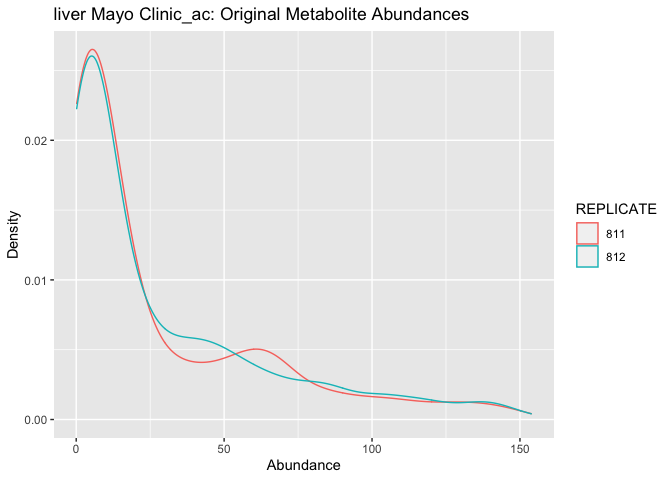 liver Mayo Clinic_ac: Original Metabolite Abundances
0.02
0.01
0.00
Density
0
50
100
150
Abundance
REPLICATE
811
812